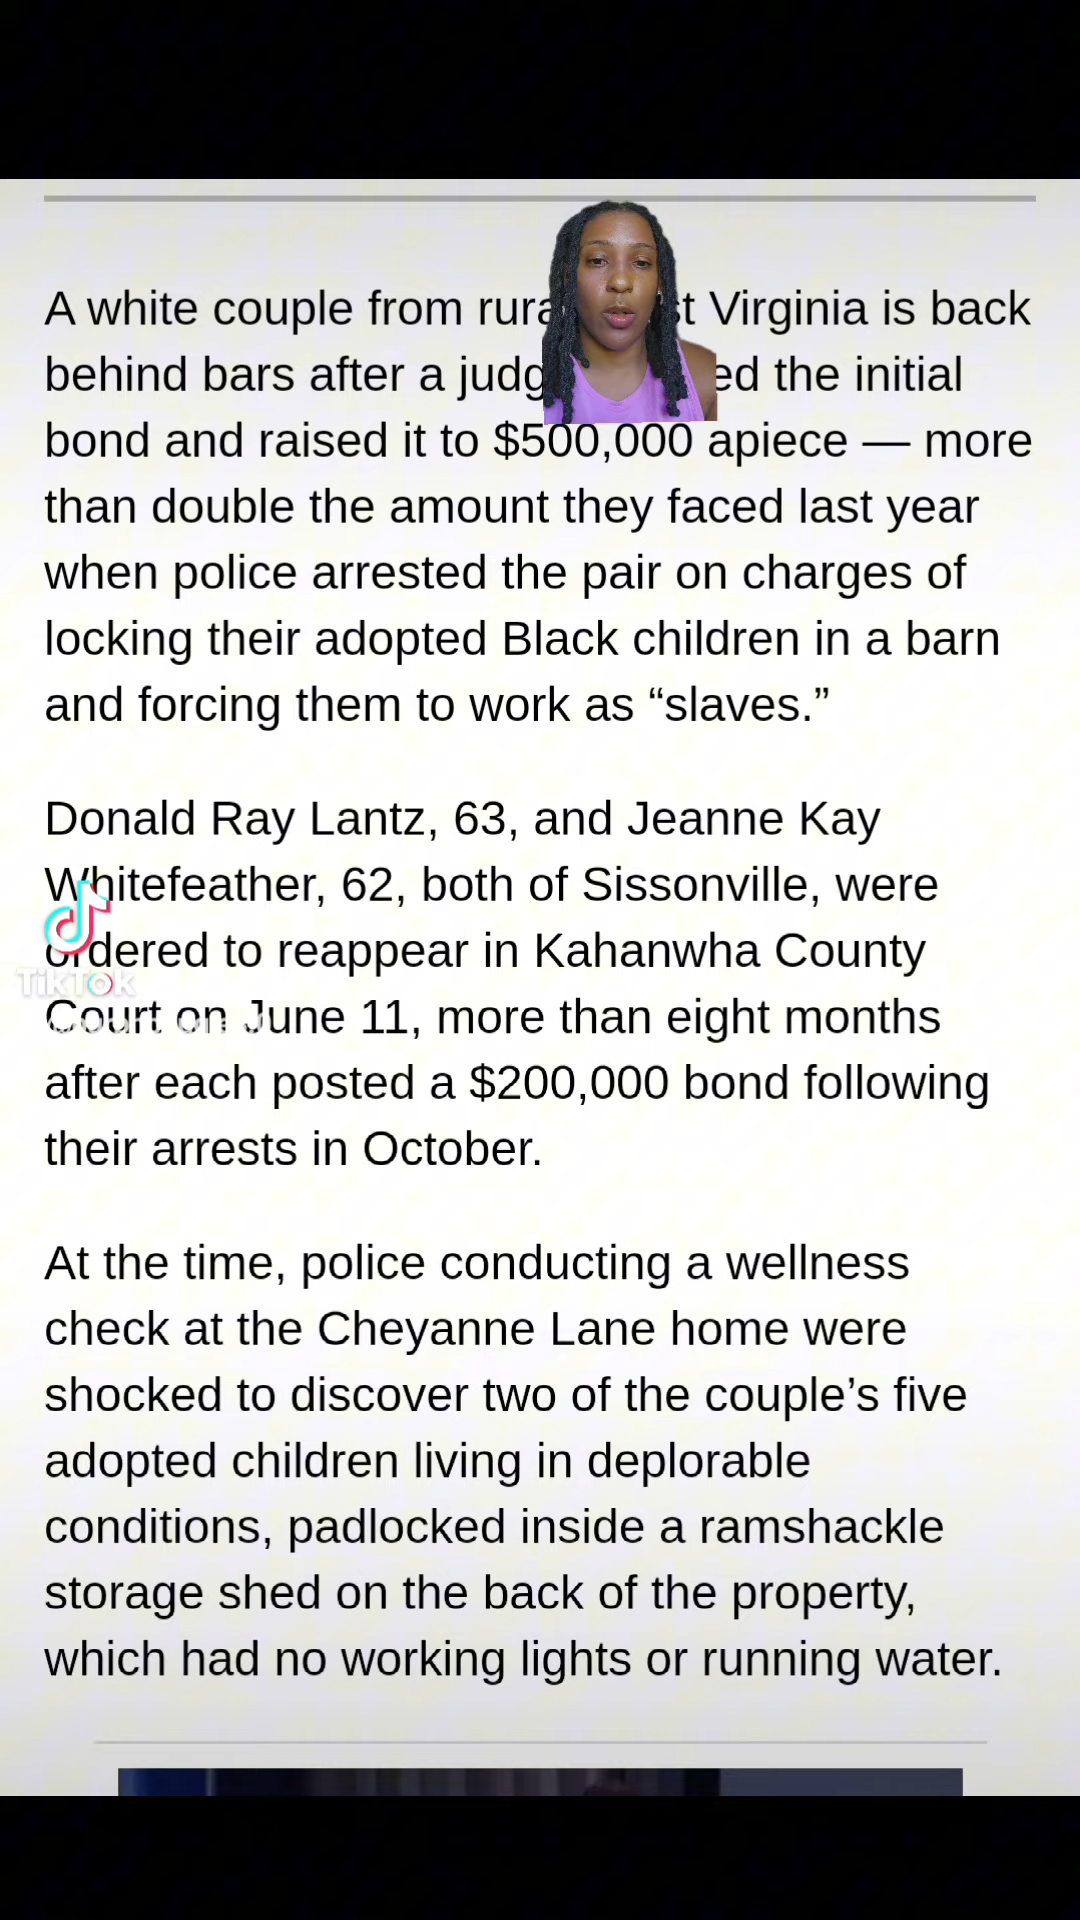 A white couple from rura st Virginia is back
behind bars after a judg ed the initial
bond and raised it to $500,000 apiece — more
than double the amount they faced last year
when police arrested the pair on charges of
locking their adopted Black children in a barn
and forcing them to work as “slaves.”
Donald Ray Lantz, 63, and Jeanne Kay
Whitefeather, 62, both of Sissonville, were
ordered to reappear in Kahanwha County
Court on June 11, more than eight months
after each posted a $200,000 bond following
their arrests in October.
TikTok
At the time, police conducting a wellness
check at the Cheyanne Lane home were
shocked to discover two of the couple’s five
adopted children living in deplorable
conditions, padlocked inside a ramshackle
storage shed on the back of the property,
which had no working lights or running water.